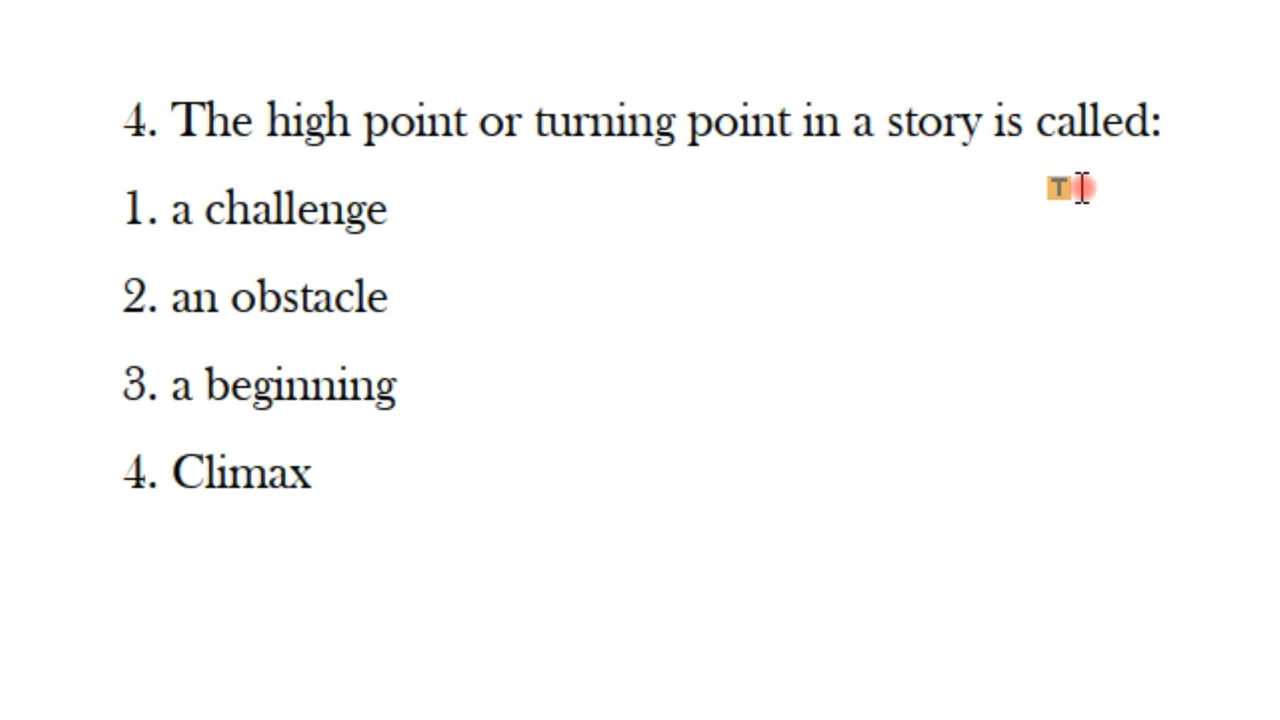 4. The high point or turning point in a story is called:
T
1. a challenge
2. an obstacle
3. a beginning
4. Climax